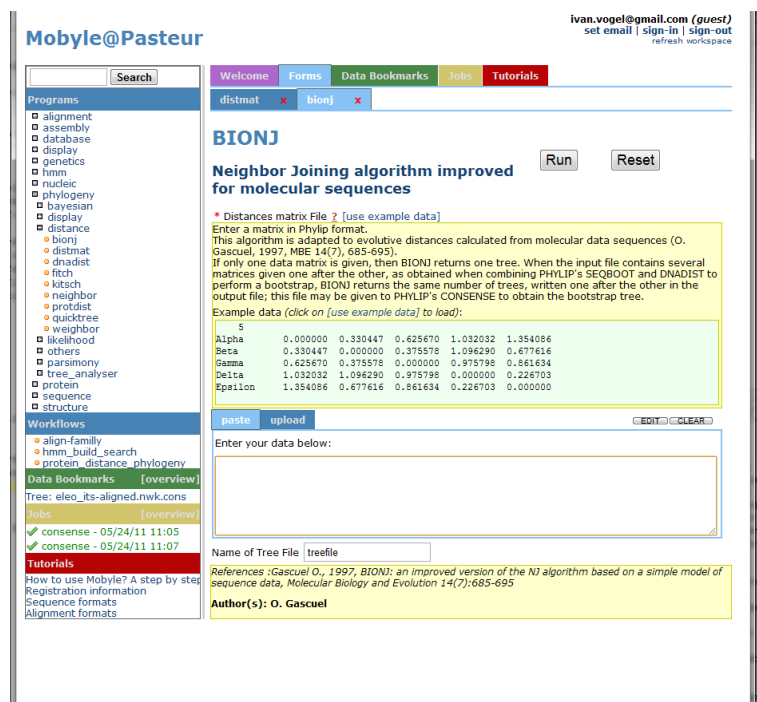 ivan.vogel@gmail.com (guest)
set email | sign-in | sign-out
refresh workspace
Mobyle@Pasteur
Search
Programs
alignment
assembly
database
display
genetics
hmm
nucleic
phylogeny
bayesian
display
distance
bionj
distmat
dnadist
fitch
kitsch
neighbor
protdist
quicktree
weighbor
likelihood
others
parsimony
tree_analyser
protein
sequence
structure
Workflows
align-familly
hmm_build_search
protein_distance_phylogeny
Data Bookmarks [overview]
Tree: eleo_its-aligned.nwk.cons
Jobs [overview]
consense - 05/24/11 11:05
consense - 05/24/11 11:07
Tutorials
How to use Mobyle? A step by step
Registration information
Sequence formats
Alignment formats
Welcome Forms Data Bookmarks Jobs Tutorials
distmat x bionj x
BIONJ
Neighbor Joining algorithm improved
for molecular sequences
Run Reset
* Distances matrix File ? [use example data]
Enter a matrix in Phylip format.
This algorithm is adapted to evolutive distances calculated from molecular data sequences (O.
Gascuel, 1997, MBE 14(7), 685-695).
If only one data matrix is given, then BIONJ returns one tree. When the input file contains several
matrices given one after the other, as obtained when combining PHYLIP's SEQBOOT and DNADIST to
perform a bootstrap, BIONJ returns the same number of trees, written one after the other in the
output file; this file may be given to PHYLIP's CONSENSE to obtain the bootstrap tree.
Example data (click on [use example data] to load):
5
Alpha 0.000000 0.330447 0.625670 1.032032 1.354086
Beta 0.330447 0.000000 0.375578 1.096290 0.677616
Gamma 0.625670 0.375578 0.000000 0.975798 0.861634
Delta 1.032032 1.096290 0.975798 0.000000 0.226703
Epsilon 1.354086 0.677616 0.861634 0.226703 0.000000
paste upload
EDIT CLEAR
Enter your data below:
Name of Tree File treefile
References :Gascuel O., 1997, BIONJ: an improved version of the NJ algorithm based on a simple model of
sequence data, Molecular Biology and Evolution 14(7):685-695
Author(s): O. Gascuel